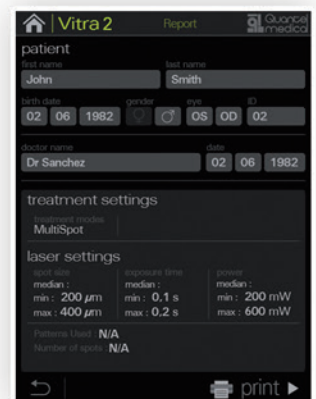 Vitra 2 Report Quantel medical
patient
first name last name
John Smith
birth date gender eye ID
02 06 1982 OS OD 02
doctor name date
Dr Sanchez 02 06 1982
treatment settings
treatment modes
MultiSpot
laser settings
spot size exposure time power
median : median : median :
min : 200 µm min : 0,1 s min : 200 mW
max : 400 µm max : 0,2 s max : 600 mW
Patterns Used : N/A
Number of spots : N/A
print